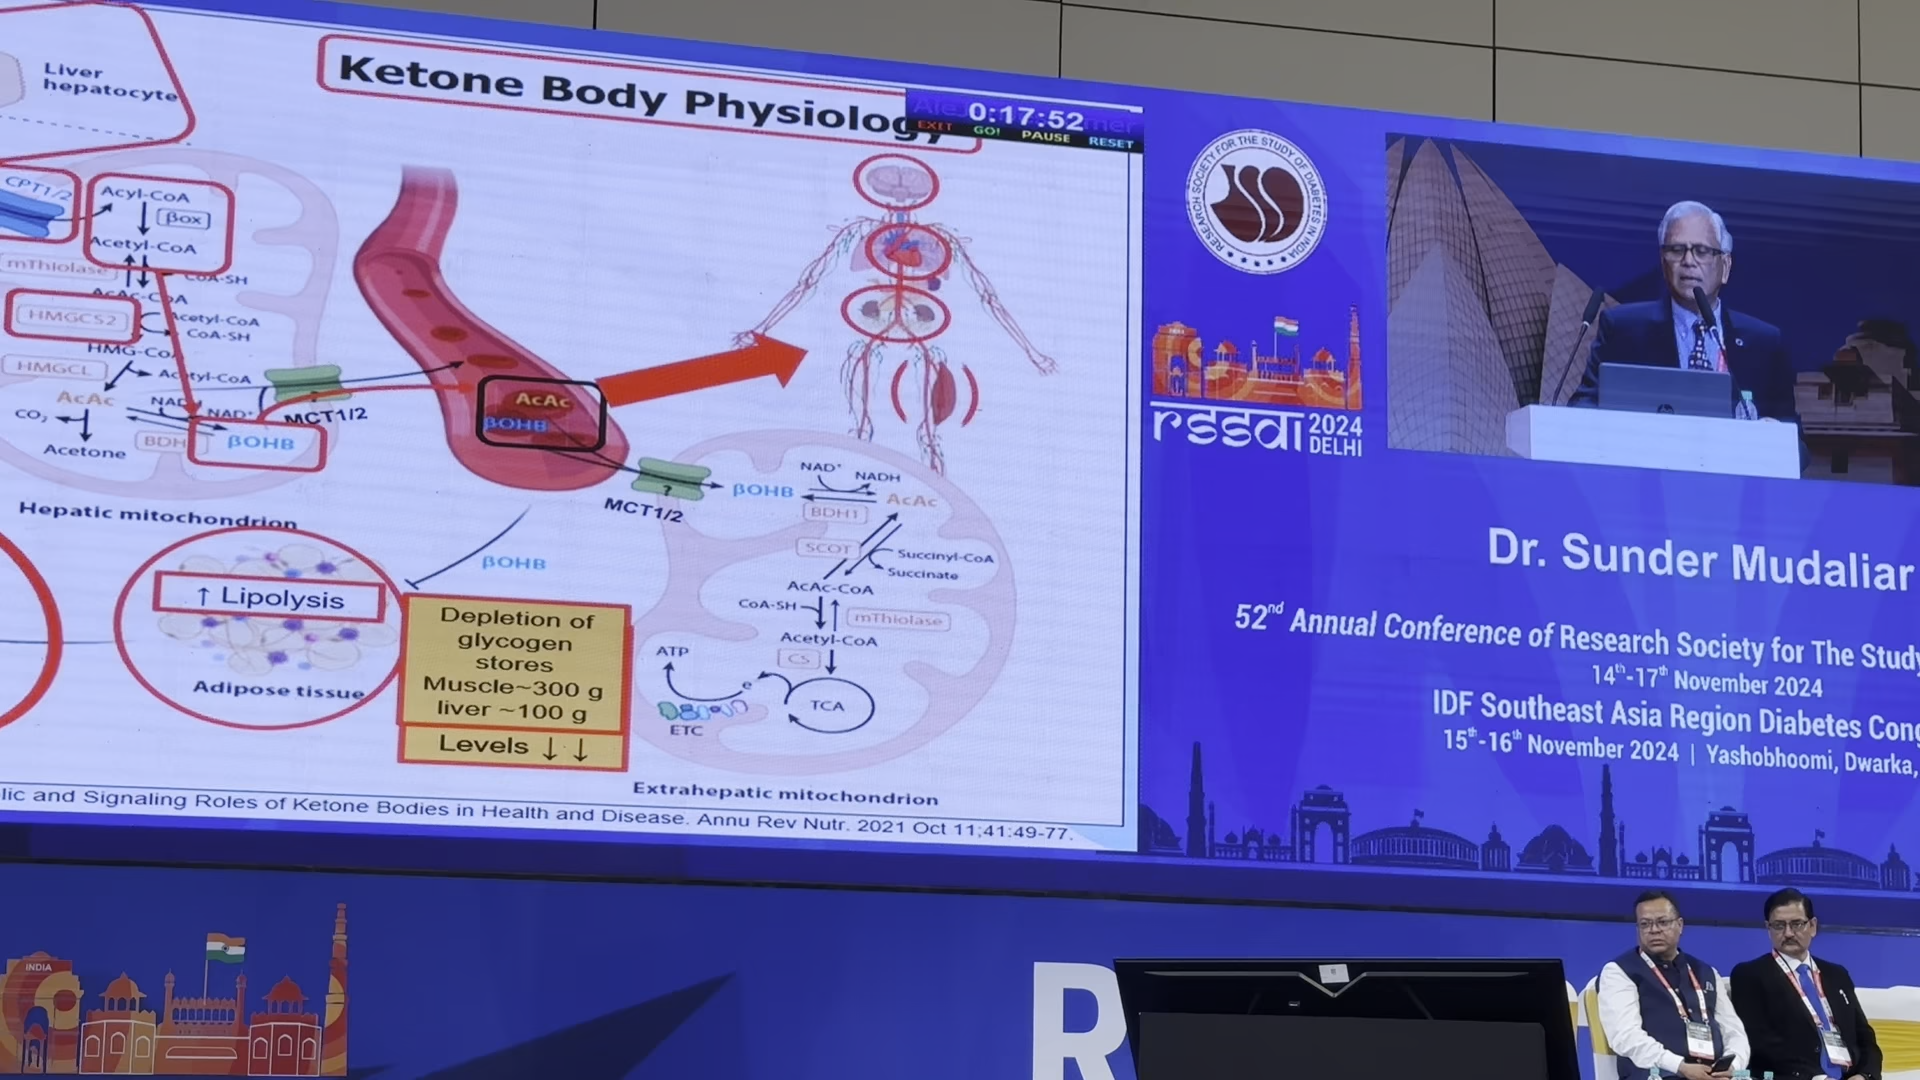 Liver
hepatocyte
Ketone Body Physiology
0:17:52
EXIT GO! PAUSE RESET
CPT1/2
Acyl-CoA
βox
Acetyl-CoA
mThiolase
CoA-SH
AcAc-CoA
HMGCS2
Acetyl-CoA
CoA-SH
HMG-CoA
HMGCL
Acetyl-CoA
AcAc
NAD⁺
CO₂
BDH
βOHB
Acetone
MCT1/2
Hepatic mitochondrion
AcAc
βOHB
?
MCT1/2
βOHB
NAD⁺
NADH
AcAc
BDH1
SCOT
Succinyl-CoA
Succinate
AcAc-CoA
CoA-SH
mThiolase
Acetyl-CoA
CS
TCA
e⁻
ATP
ETC
Extrahepatic mitochondrion
βOHB
↑ Lipolysis
Adipose tissue
Depletion of
glycogen
stores
Muscle~300 g
liver ~100 g
Levels ↓ ↓
lic and Signaling Roles of Ketone Bodies in Health and Disease. Annu Rev Nutr. 2021 Oct 11;41:49-77.
RESEARCH SOCIETY FOR THE STUDY OF DIABETES IN INDIA
rssdi 2024
DELHI
Dr. Sunder Mudaliar
52nd Annual Conference of Research Society for The Study
14th-17th November 2024
IDF Southeast Asia Region Diabetes Cong
15th-16th November 2024 | Yashobhoomi, Dwarka,
INDIA
R